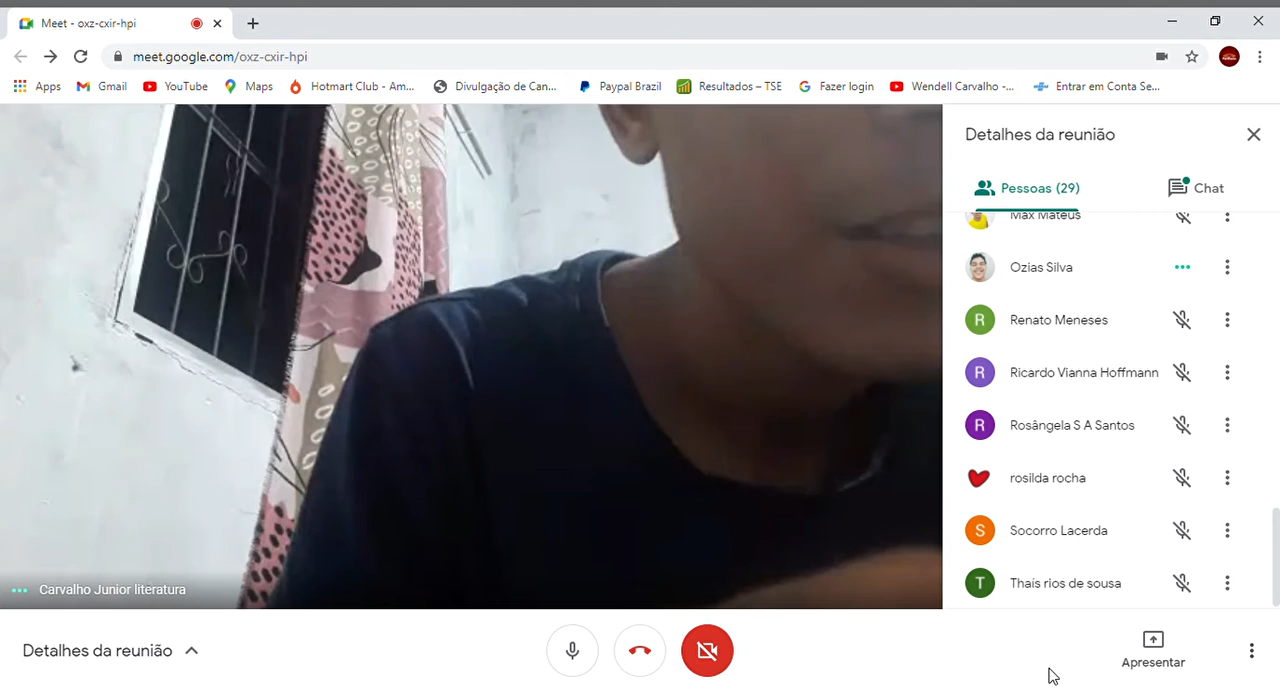 Meet - oxz-cxir-hpi
meet.google.com/oxz-cxir-hpi
Apps Gmail YouTube Maps Hotmart Club - Am... Divulgação de Can... Paypal Brazil Resultados – TSE Fazer login Wendell Carvalho -... Entrar em Conta Se...
Detalhes da reunião
Pessoas (29) Chat
Max Mateus
Ozias Silva
R Renato Meneses
R Ricardo Vianna Hoffmann
R Rosângela S A Santos
rosilda rocha
S Socorro Lacerda
T Thaís rios de sousa
Carvalho Junior literatura
Detalhes da reunião
Apresentar